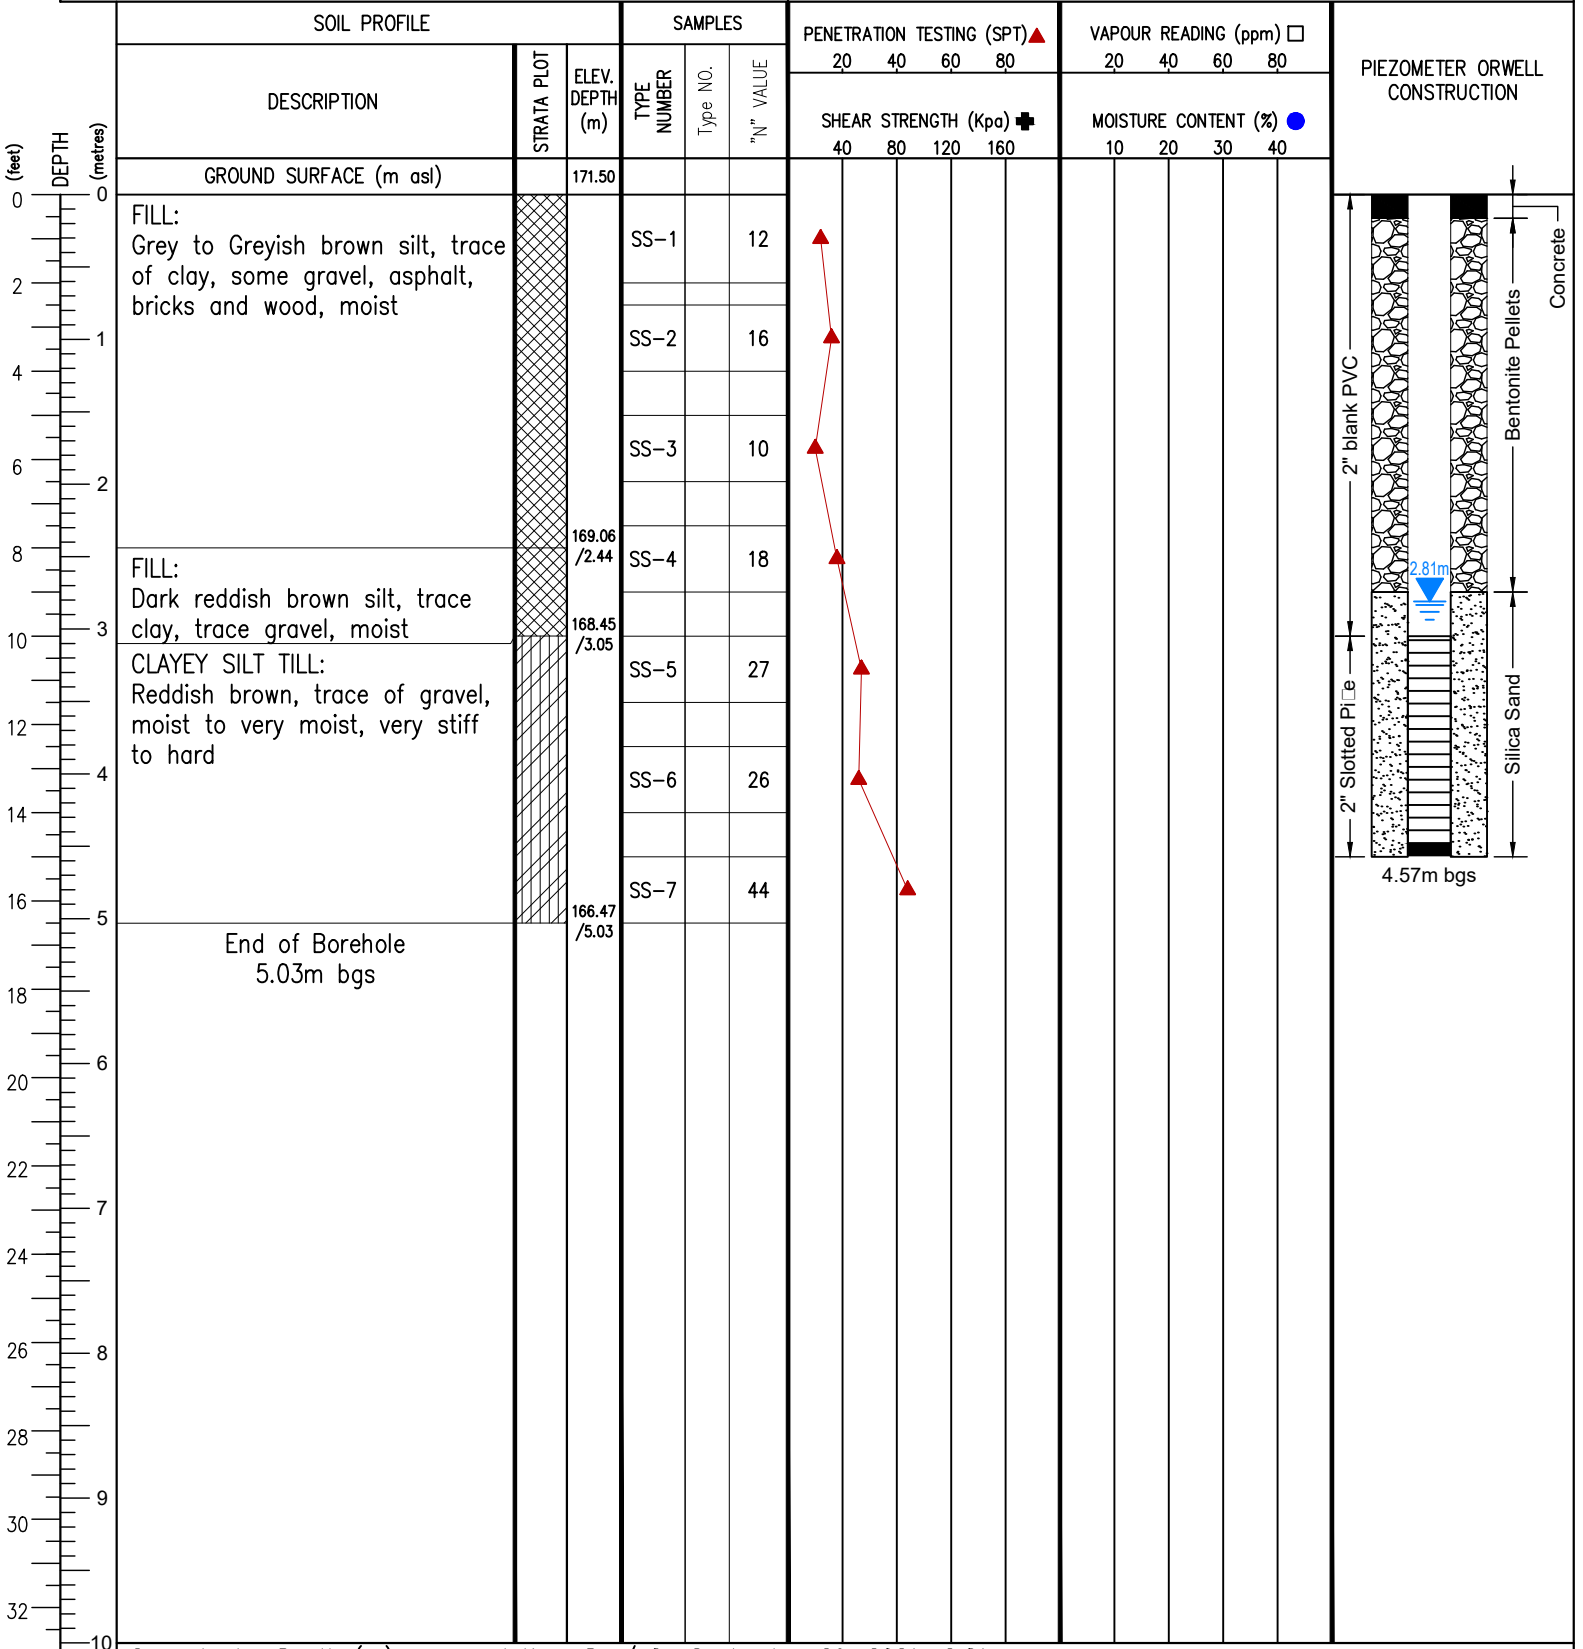 SOIL PROFILE
SAMPLES
PENETRATION TESTING (SPT)
20 40 60 80
SHEAR STRENGTH (Kpa)
40 80 120 160
VAPOUR READING (ppm)
20 40 60 80
MOISTURE CONTENT (%)
10 20 30 40
PIEZOMETER ORWELL
CONSTRUCTION
DESCRIPTION
STRATA PLOT
ELEV.
DEPTH
(m)
TYPE
NUMBER
Type NO.
"N" VALUE
DEPTH
(feet)
(metres)
GROUND SURFACE (m asl)
171.50
0
2
4
6
8
10
12
14
16
18
20
22
24
26
28
30
32
0
1
2
3
4
5
6
7
8
9
10
FILL:
Grey to Greyish brown silt, trace
of clay, some gravel, asphalt,
bricks and wood, moist
169.06
/2.44
FILL:
Dark reddish brown silt, trace
clay, trace gravel, moist
168.45
/3.05
CLAYEY SILT TILL:
Reddish brown, trace of gravel,
moist to very moist, very stiff
to hard
166.47
/5.03
End of Borehole
5.03m bgs
SS-1 12
SS-2 16
SS-3 10
SS-4 18
SS-5 27
SS-6 26
SS-7 44
2" blank PVC
2" Slotted Pi□e
2.81m
Concrete
Bentonite Pellets
Silica Sand
4.57m bgs